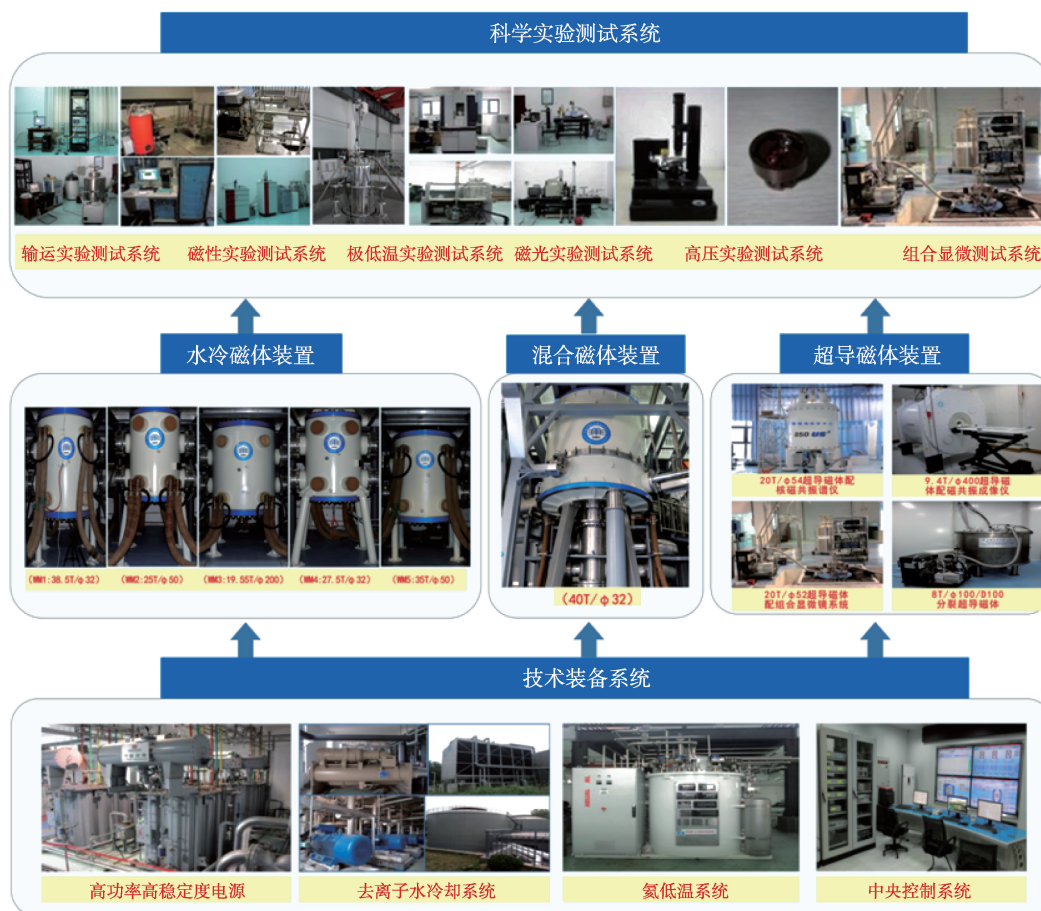 科学实验测试系统
输运实验测试系统
磁性实验测试系统
极低温实验测试系统
磁光实验测试系统
高压实验测试系统
组合显微测试系统
水冷磁体装置
混合磁体装置
超导磁体装置
(WM1:38.5T/φ32)
(WM2:25T/φ50)
(WM3:19.55T/φ200)
(WM4:27.5T/φ32)
(WM5:35T/φ50)
(40T/φ32)
20T/φ54超导磁体配
核磁共振谱仪
9.4T/φ400超导磁
体配磁共振成像仪
20T/φ52超导磁体
配组合显微镜系统
8T/φ100/D100
分裂超导磁体
技术装备系统
高功率高稳定度电源
去离子水冷却系统
氦低温系统
中央控制系统